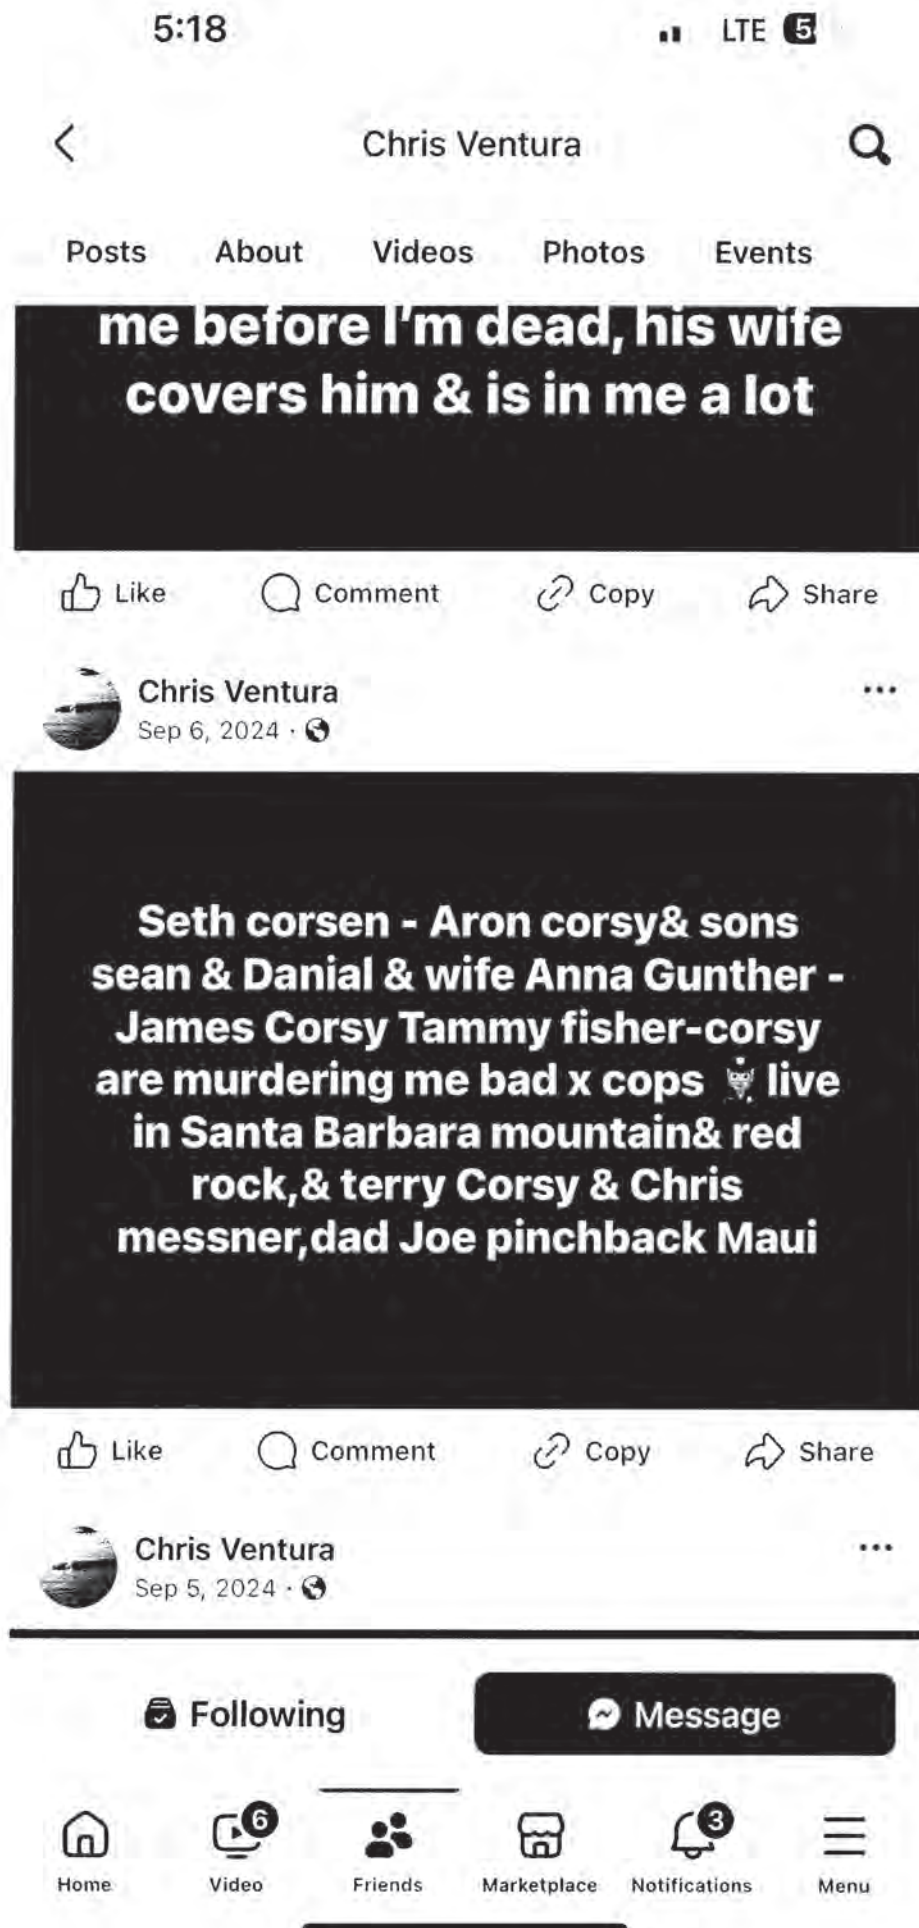 5:18 LTE 5
Chris Ventura
Posts About Videos Photos Events
me before I'm dead, his wife
covers him & is in me a lot
Like Comment Copy Share
Chris Ventura
Sep 6, 2024 ·
Seth corsen - Aron corsy& sons
sean & Danial & wife Anna Gunther -
James Corsy Tammy fisher-corsy
are murdering me bad x cops live
in Santa Barbara mountain& red
rock,& terry Corsy & Chris
messner,dad Joe pinchback Maui
Like Comment Copy Share
Chris Ventura
Sep 5, 2024 ·
Following Message
6 3
Home Video Friends Marketplace Notifications Menu